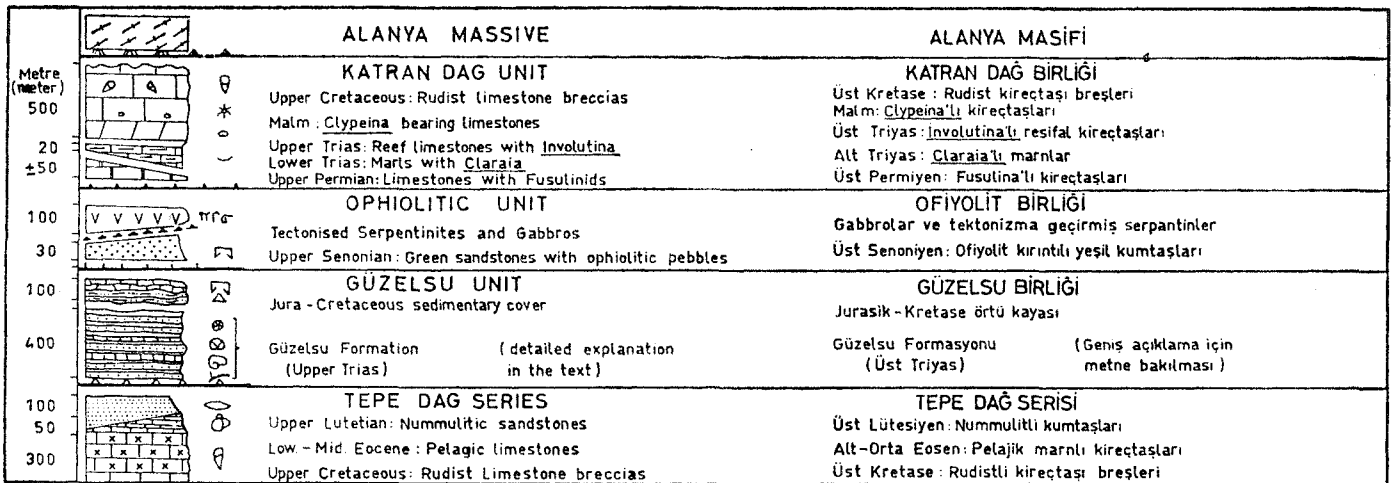 ALANYA MASSIVE
ALANYA MASİFİ
Metre
(meter)
500
20
±50
KATRAN DAG UNIT
Upper Cretaceous: Rudist limestone breccias
Malm : Clypeina bearing limestones
Upper Trias: Reef limestones with Involutina
Lower Trias: Marls with Claraia
Upper Permian: Limestones with Fusulinids
KATRAN DAĞ BİRLİĞİ
Üst Kretase : Rudist kireçtaşı breşleri
Malm: Clypeina'lı kireçtaşları
Üst Triyas: Involutina'lı resifal kireçtaşları
Alt Triyas : Claraia'lı marnlar
Üst Permiyen: Fusulina'lı kireçtaşları
100
30
OPHIOLITIC UNIT
Tectonised Serpentinites and Gabbros
Upper Senonian: Green sandstones with ophiolitic pebbles
OFİYOLİT BİRLİĞİ
Gabbrolar ve tektonizma geçirmiş serpantinler
Üst Senoniyen: Ofiyolit kırıntılı yeşil kumtaşları
100
400
GÜZELSU UNIT
Jura - Cretaceous sedimentary cover
Güzelsu Formation (detailed explanation
(Upper Trias) in the text)
GÜZELSU BİRLİĞİ
Jurasik - Kretase örtü kayası
Güzelsu Formasyonu (Geniş açıklama için
(Üst Triyas) metne bakılması)
100
50
300
TEPE DAG SERIES
Upper Lutetian: Nummulitic sandstones
Low. - Mid. Eocene : Pelagic limestones
Upper Cretaceous: Rudist Limestone breccias
TEPE DAĞ SERİSİ
Üst Lütesiyen: Nummulitli kumtaşları
Alt-Orta Eosen: Pelajik marnlı kireçtaşları
Üst Kretase: Rudistli kireçtaşı breşleri